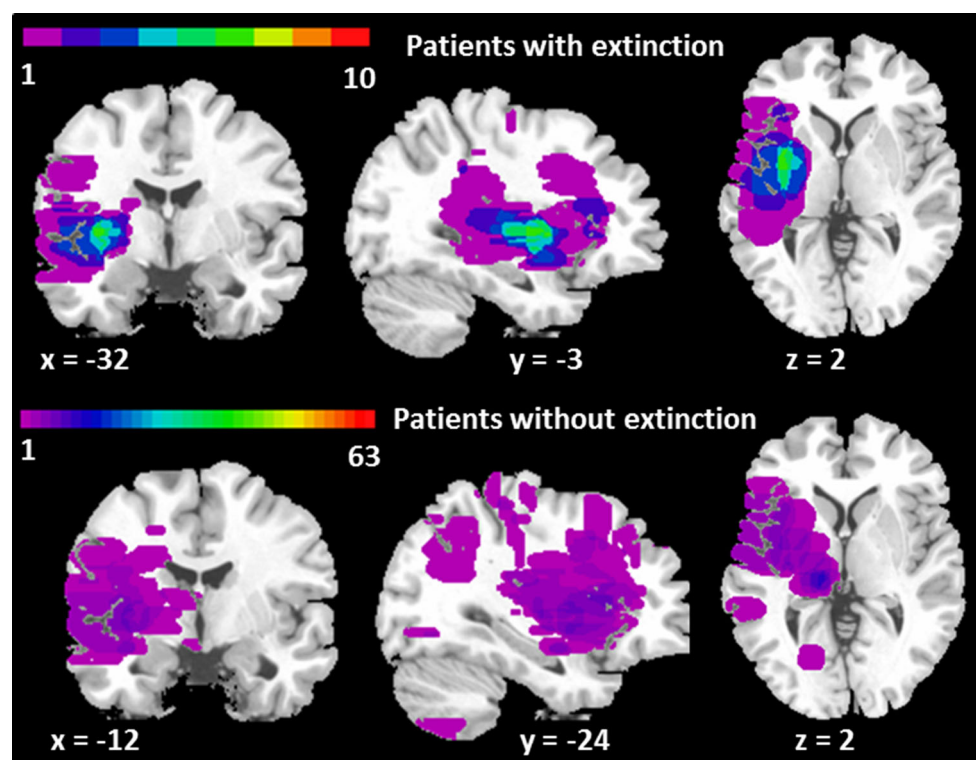 Patients with extinction
1 10
x = -32 y = -3 z = 2
Patients without extinction
1 63
x = -12 y = -24 z = 2